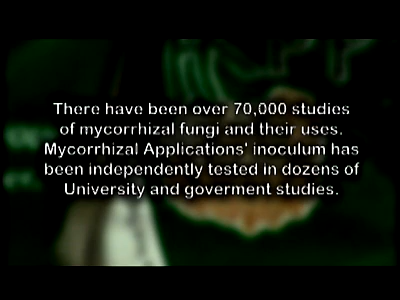 There have been over 70,000 studies
of mycorrhizal fungi and their uses.
Mycorrhizal Applications' inoculum has
been independently tested in dozens of
University and goverment studies.